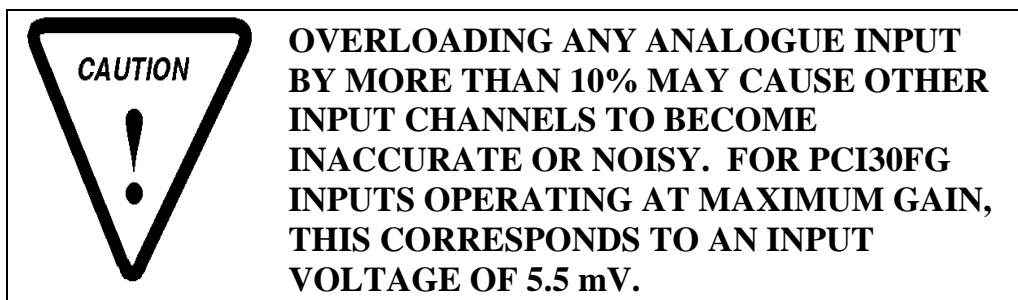 CAUTION
!
OVERLOADING ANY ANALOGUE INPUT
BY MORE THAN 10% MAY CAUSE OTHER
INPUT CHANNELS TO BECOME
INACCURATE OR NOISY.  FOR PCI30FG
INPUTS OPERATING AT MAXIMUM GAIN,
THIS CORRESPONDS TO AN INPUT
VOLTAGE OF 5.5 mV.